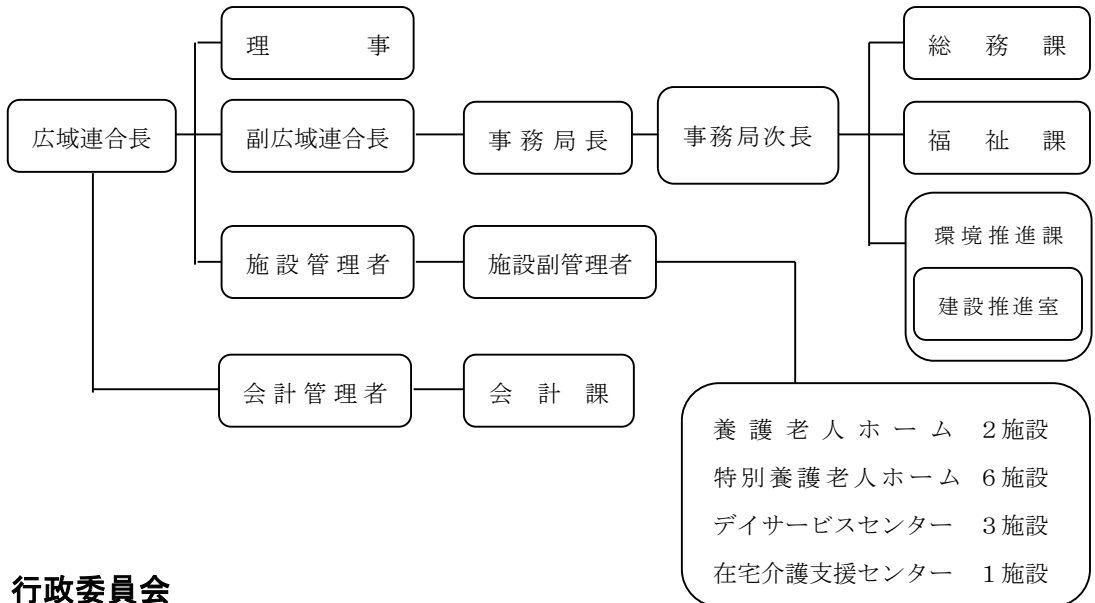 理事
総務課
広域連合長
副広域連合長
事務局長
事務局次長
福祉課
環境推進課
建設推進室
施設管理者
施設副管理者
会計管理者
会計課
養護老人ホーム ２施設
特別養護老人ホーム ６施設
デイサービスセンター ３施設
在宅介護支援センター １施設
行政委員会